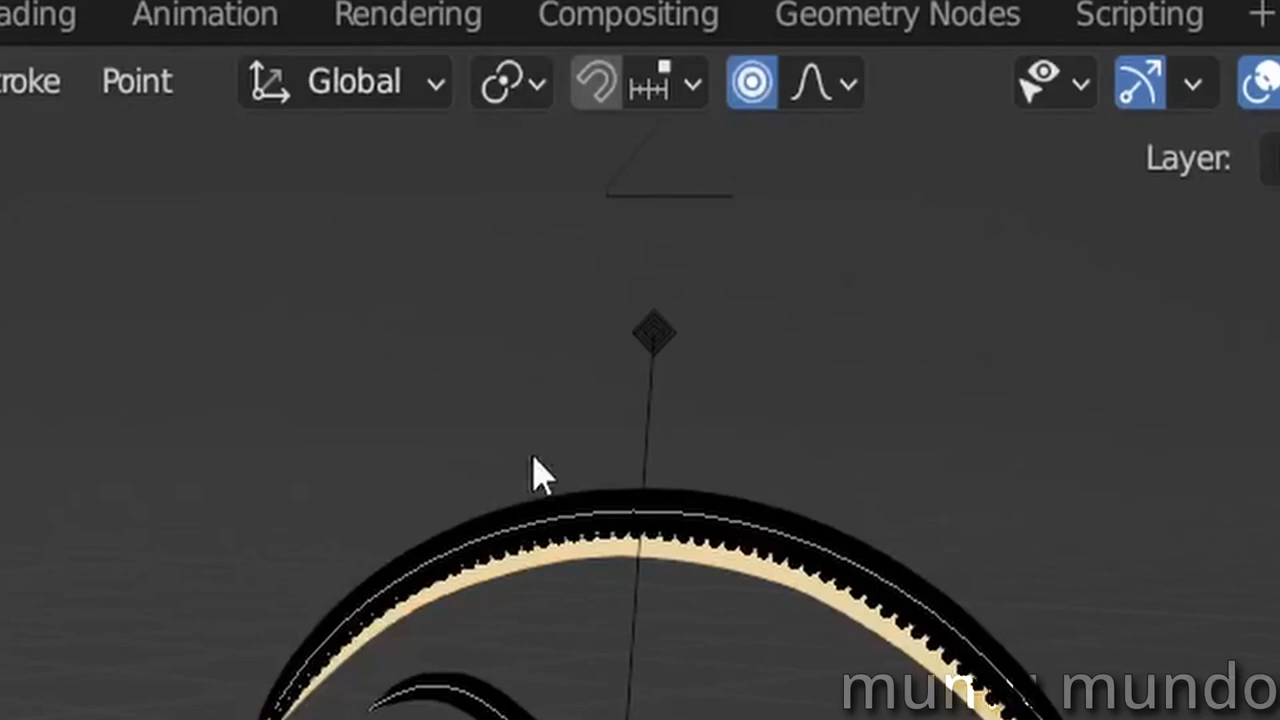 ading Animation Rendering Compositing Geometry Nodes Scripting +
roke Point Global
Layer:
mundo